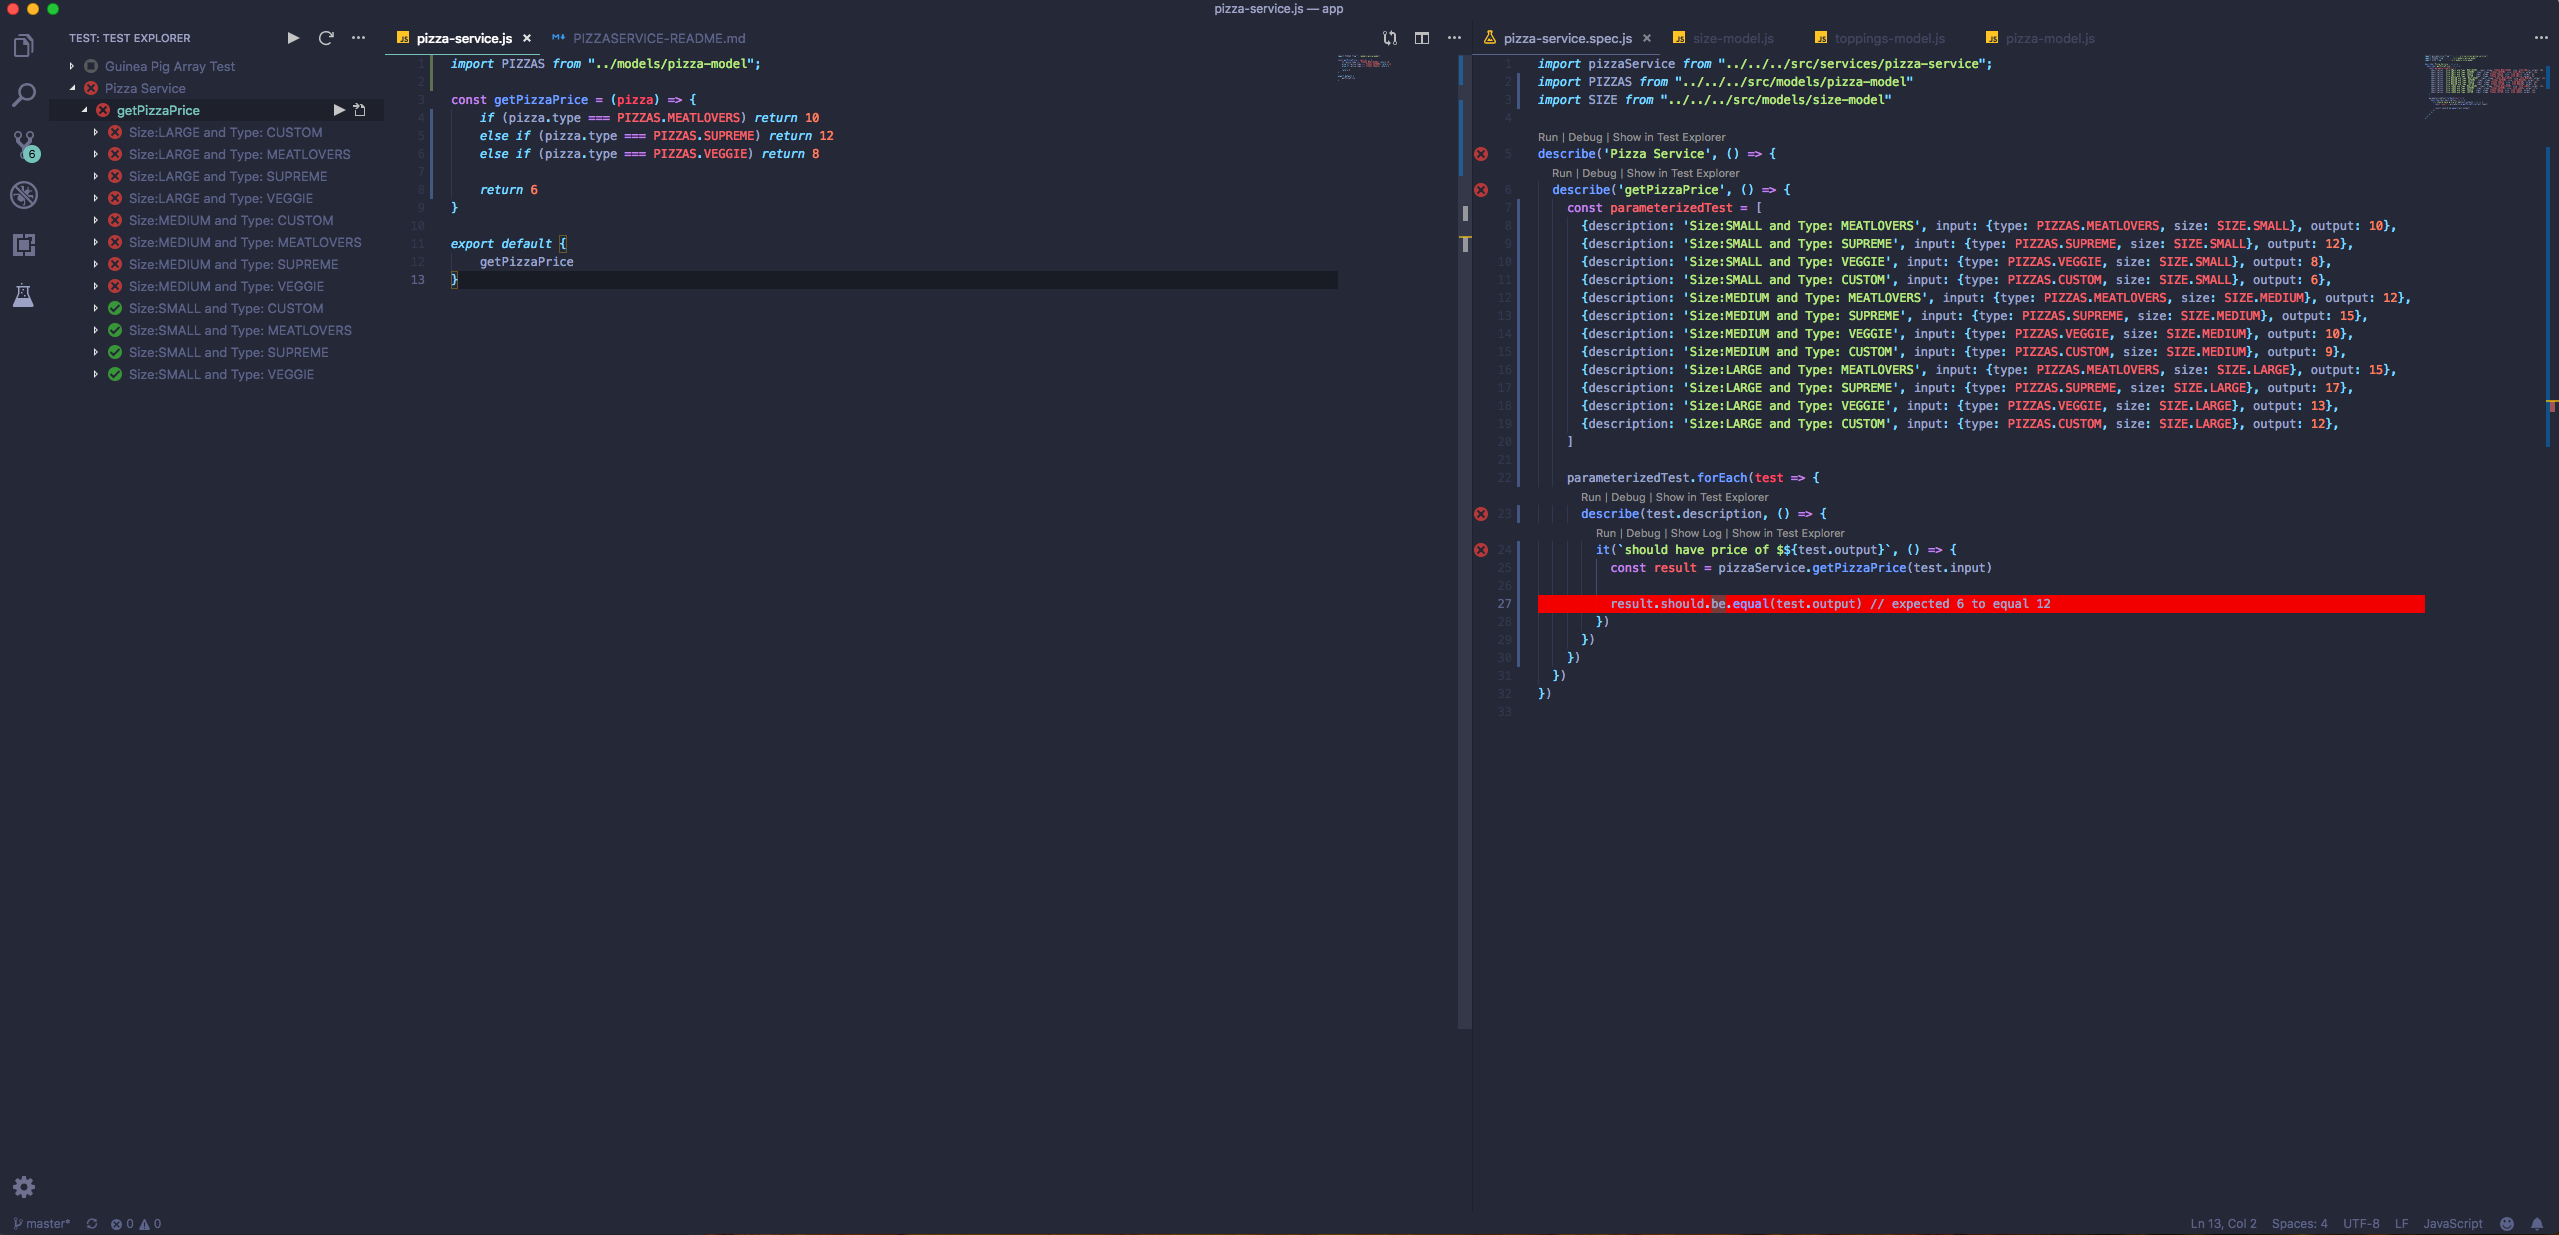 pizza-service.js — app
TEST: TEST EXPLORER
Guinea Pig Array Test
Pizza Service
getPizzaPrice
Size:LARGE and Type: CUSTOM
Size:LARGE and Type: MEATLOVERS
Size:LARGE and Type: SUPREME
Size:LARGE and Type: VEGGIE
Size:MEDIUM and Type: CUSTOM
Size:MEDIUM and Type: MEATLOVERS
Size:MEDIUM and Type: SUPREME
Size:MEDIUM and Type: VEGGIE
Size:SMALL and Type: CUSTOM
Size:SMALL and Type: MEATLOVERS
Size:SMALL and Type: SUPREME
Size:SMALL and Type: VEGGIE
6
JS pizza-service.js × M↓ PIZZASERVICE-README.md
1 import PIZZAS from "../models/pizza-model";
2
3 const getPizzaPrice = (pizza) => {
4 if (pizza.type === PIZZAS.MEATLOVERS) return 10
5 else if (pizza.type === PIZZAS.SUPREME) return 12
6 else if (pizza.type === PIZZAS.VEGGIE) return 8
7
8 return 6
9 }
10
11 export default {
12 getPizzaPrice
13 }
pizza-service.spec.js × JS size-model.js JS toppings-model.js JS pizza-model.js
1 import pizzaService from "../../../src/services/pizza-service";
2 import PIZZAS from "../../../src/models/pizza-model"
3 import SIZE from "../../../src/models/size-model"
4
Run | Debug | Show in Test Explorer
5 describe('Pizza Service', () => {
Run | Debug | Show in Test Explorer
6 describe('getPizzaPrice', () => {
7 const parameterizedTest = [
8 {description: 'Size:SMALL and Type: MEATLOVERS', input: {type: PIZZAS.MEATLOVERS, size: SIZE.SMALL}, output: 10},
9 {description: 'Size:SMALL and Type: SUPREME', input: {type: PIZZAS.SUPREME, size: SIZE.SMALL}, output: 12},
10 {description: 'Size:SMALL and Type: VEGGIE', input: {type: PIZZAS.VEGGIE, size: SIZE.SMALL}, output: 8},
11 {description: 'Size:SMALL and Type: CUSTOM', input: {type: PIZZAS.CUSTOM, size: SIZE.SMALL}, output: 6},
12 {description: 'Size:MEDIUM and Type: MEATLOVERS', input: {type: PIZZAS.MEATLOVERS, size: SIZE.MEDIUM}, output: 12},
13 {description: 'Size:MEDIUM and Type: SUPREME', input: {type: PIZZAS.SUPREME, size: SIZE.MEDIUM}, output: 15},
14 {description: 'Size:MEDIUM and Type: VEGGIE', input: {type: PIZZAS.VEGGIE, size: SIZE.MEDIUM}, output: 10},
15 {description: 'Size:MEDIUM and Type: CUSTOM', input: {type: PIZZAS.CUSTOM, size: SIZE.MEDIUM}, output: 9},
16 {description: 'Size:LARGE and Type: MEATLOVERS', input: {type: PIZZAS.MEATLOVERS, size: SIZE.LARGE}, output: 15},
17 {description: 'Size:LARGE and Type: SUPREME', input: {type: PIZZAS.SUPREME, size: SIZE.LARGE}, output: 17},
18 {description: 'Size:LARGE and Type: VEGGIE', input: {type: PIZZAS.VEGGIE, size: SIZE.LARGE}, output: 13},
19 {description: 'Size:LARGE and Type: CUSTOM', input: {type: PIZZAS.CUSTOM, size: SIZE.LARGE}, output: 12},
20 ]
21
22 parameterizedTest.forEach(test => {
Run | Debug | Show in Test Explorer
23 describe(test.description, () => {
Run | Debug | Show Log | Show in Test Explorer
24 it(`should have price of $${test.output}`, () => {
25 const result = pizzaService.getPizzaPrice(test.input)
26
27 result.should.be.equal(test.output) // expected 6 to equal 12
28 })
29 })
30 })
31 })
32 })
33
master* 0 0
Ln 13, Col 2 Spaces: 4 UTF-8 LF JavaScript